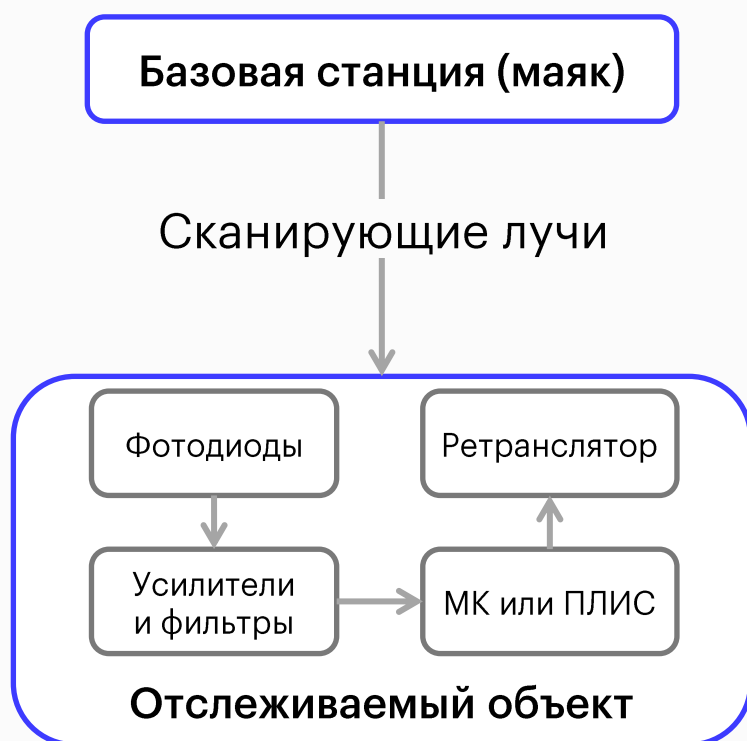 Базовая станция (маяк)
Сканирующие лучи
Фотодиоды
Ретранслятор
Усилители
и фильтры
МК или ПЛИС
Отслеживаемый объект